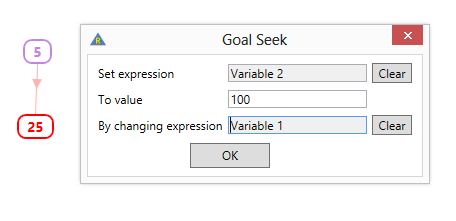 5
25
Goal Seek
Set expression Variable 2 Clear
To value 100
By changing expression Variable 1 Clear
OK